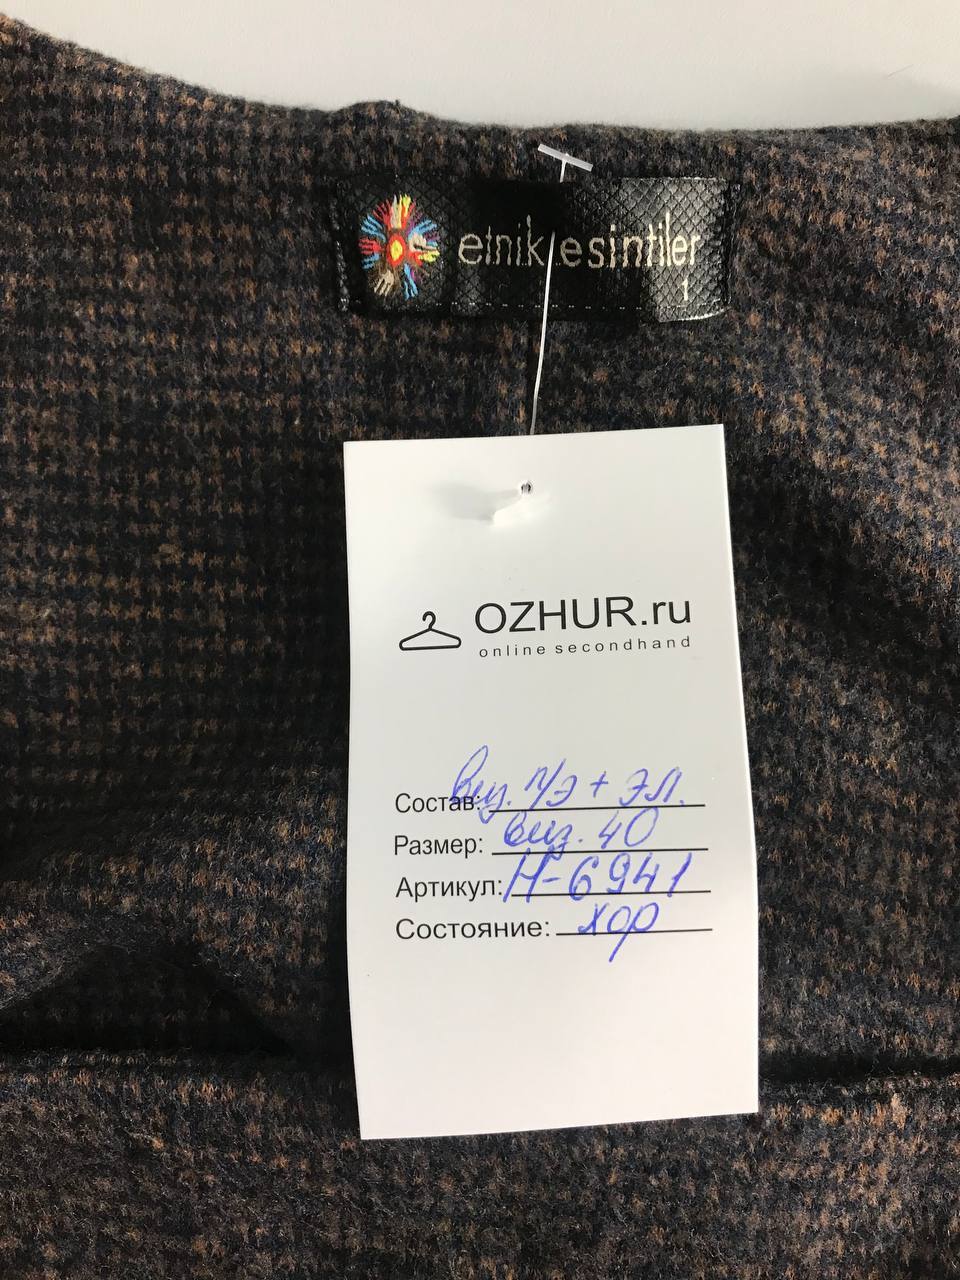 etnik esintiler
1
OZHUR.ru
online secondhand
Состав: виз. п/э + эл.
Размер: виз. 40
Артикул: Н-6941
Состояние: хор